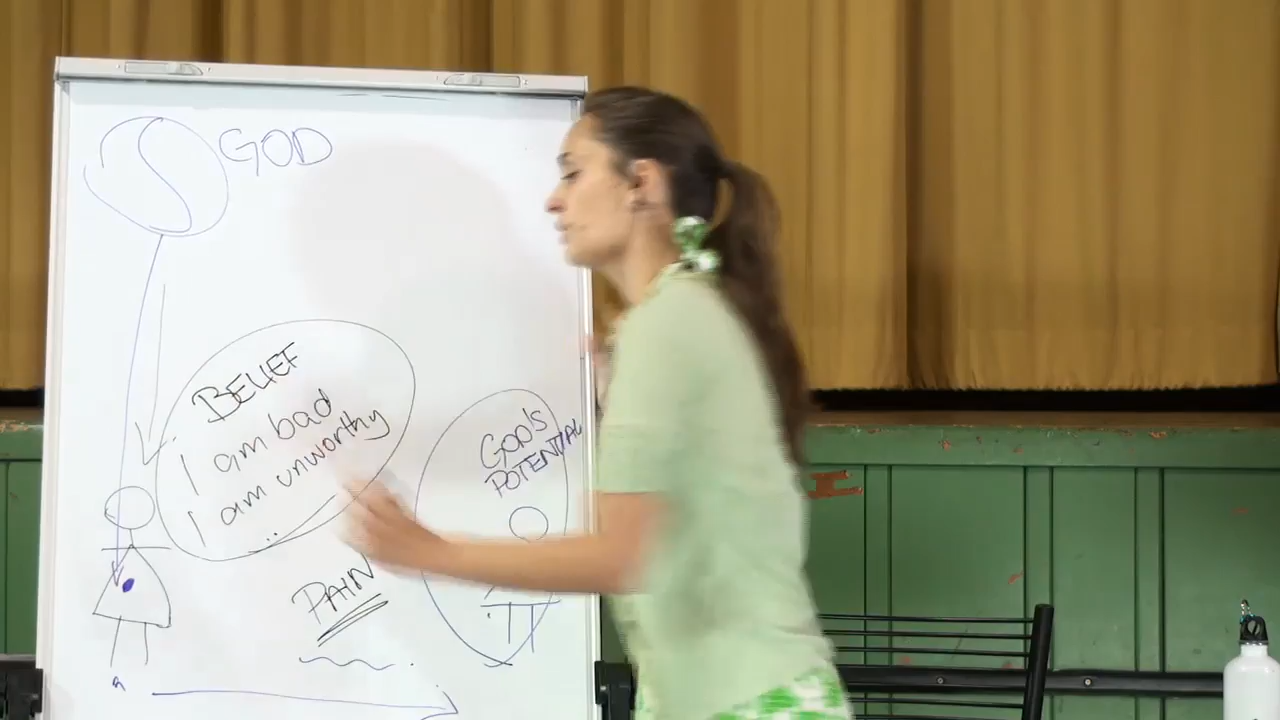 GOD
BELIEF
I am bad
I am unworthy
..
GOD'S
POTENTIAL
PAIN